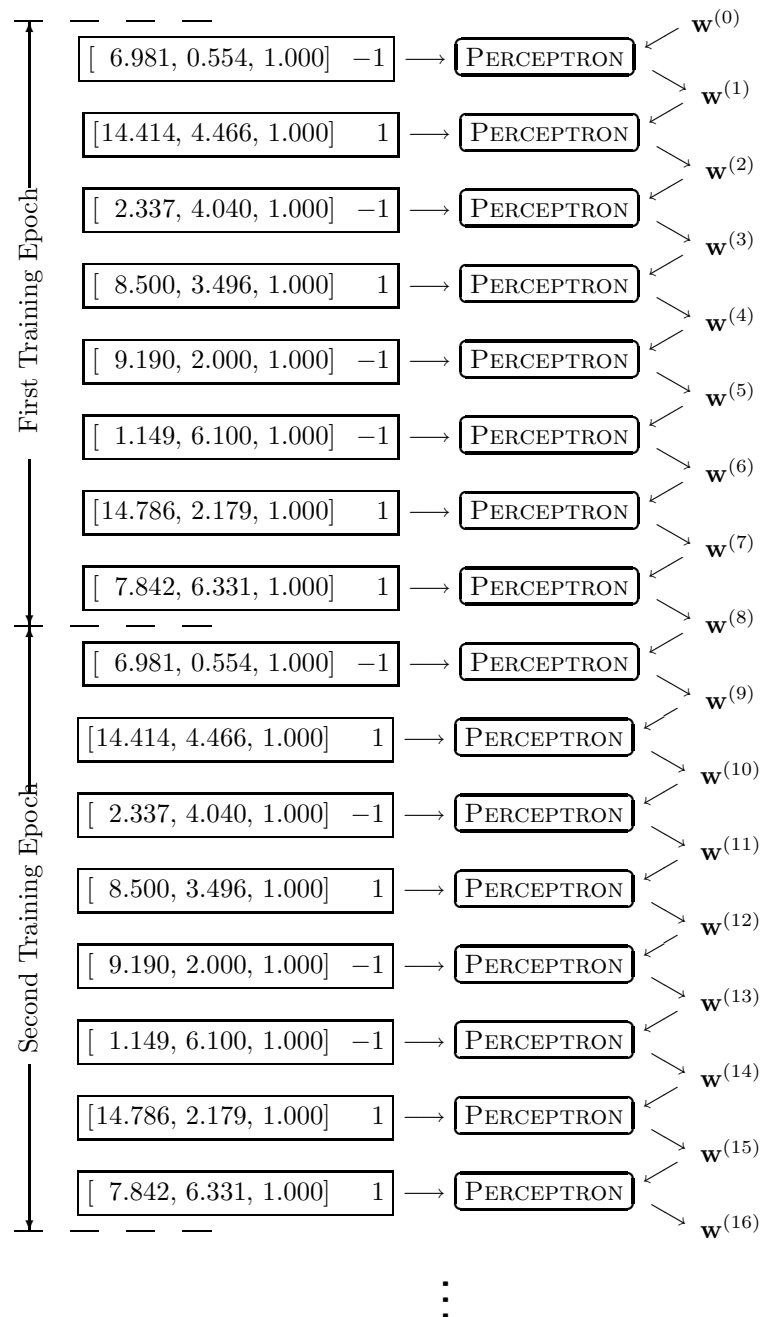 w(0)
[ 6.981, 0.554, 1.000] −1 PERCEPTRON
w(1)
[14.414, 4.466, 1.000] 1 PERCEPTRON
w(2)
[ 2.337, 4.040, 1.000] −1 PERCEPTRON
w(3)
[ 8.500, 3.496, 1.000] 1 PERCEPTRON
w(4)
[ 9.190, 2.000, 1.000] −1 PERCEPTRON
w(5)
[ 1.149, 6.100, 1.000] −1 PERCEPTRON
w(6)
[14.786, 2.179, 1.000] 1 PERCEPTRON
w(7)
[ 7.842, 6.331, 1.000] 1 PERCEPTRON
w(8)
First Training Epoch
[ 6.981, 0.554, 1.000] −1 PERCEPTRON
w(9)
[14.414, 4.466, 1.000] 1 PERCEPTRON
w(10)
[ 2.337, 4.040, 1.000] −1 PERCEPTRON
w(11)
[ 8.500, 3.496, 1.000] 1 PERCEPTRON
w(12)
[ 9.190, 2.000, 1.000] −1 PERCEPTRON
w(13)
[ 1.149, 6.100, 1.000] −1 PERCEPTRON
w(14)
[14.786, 2.179, 1.000] 1 PERCEPTRON
w(15)
[ 7.842, 6.331, 1.000] 1 PERCEPTRON
w(16)
Second Training Epoch
⋮